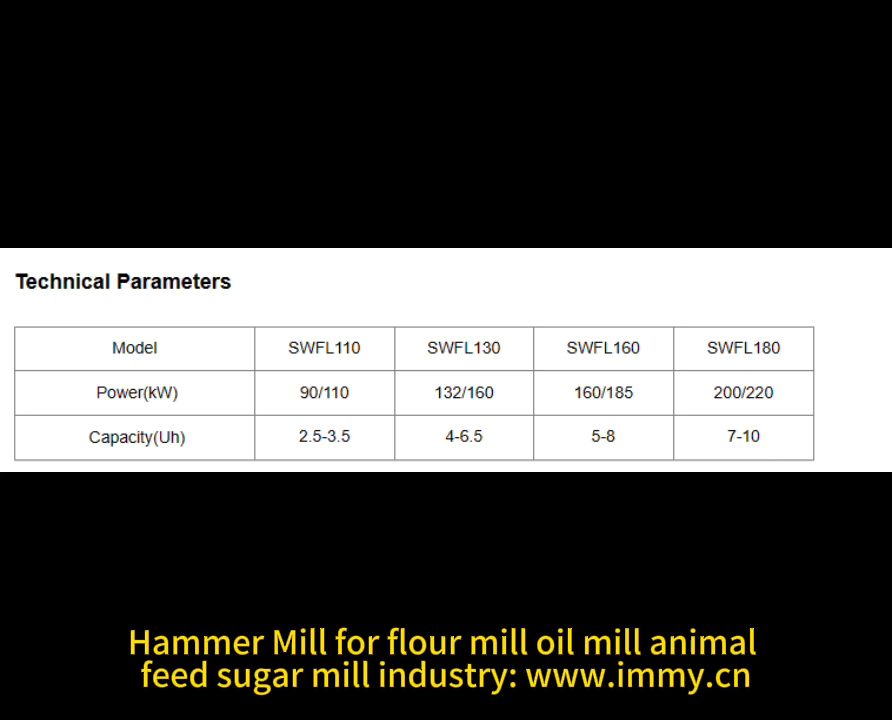 Technical Parameters
Model SWFL110 SWFL130 SWFL160 SWFL180
Power(kW) 90/110 132/160 160/185 200/220
Capacity(Uh) 2.5-3.5 4-6.5 5-8 7-10
Hammer Mill for flour mill oil mill animal
feed sugar mill industry: www.immy.cn